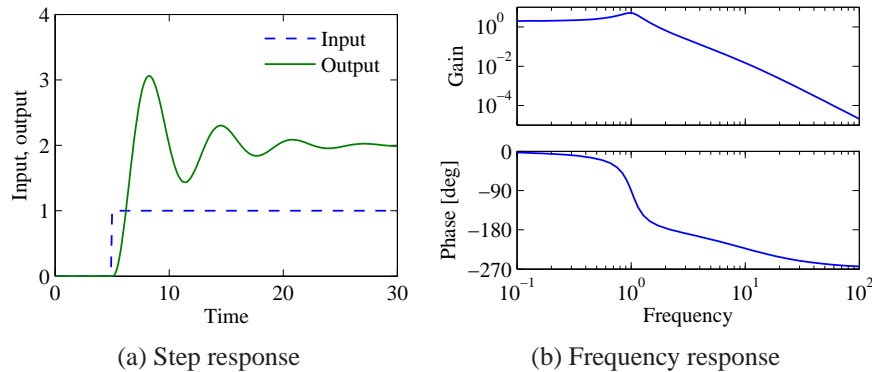 4
3
2
1
0
Input, output
Input
Output
0
10
20
30
Time
(a) Step response
10^0
10^−2
10^−4
Gain
0
−90
−180
−270
Phase [deg]
10^−1
10^0
10^1
10^2
Frequency
(b) Frequency response